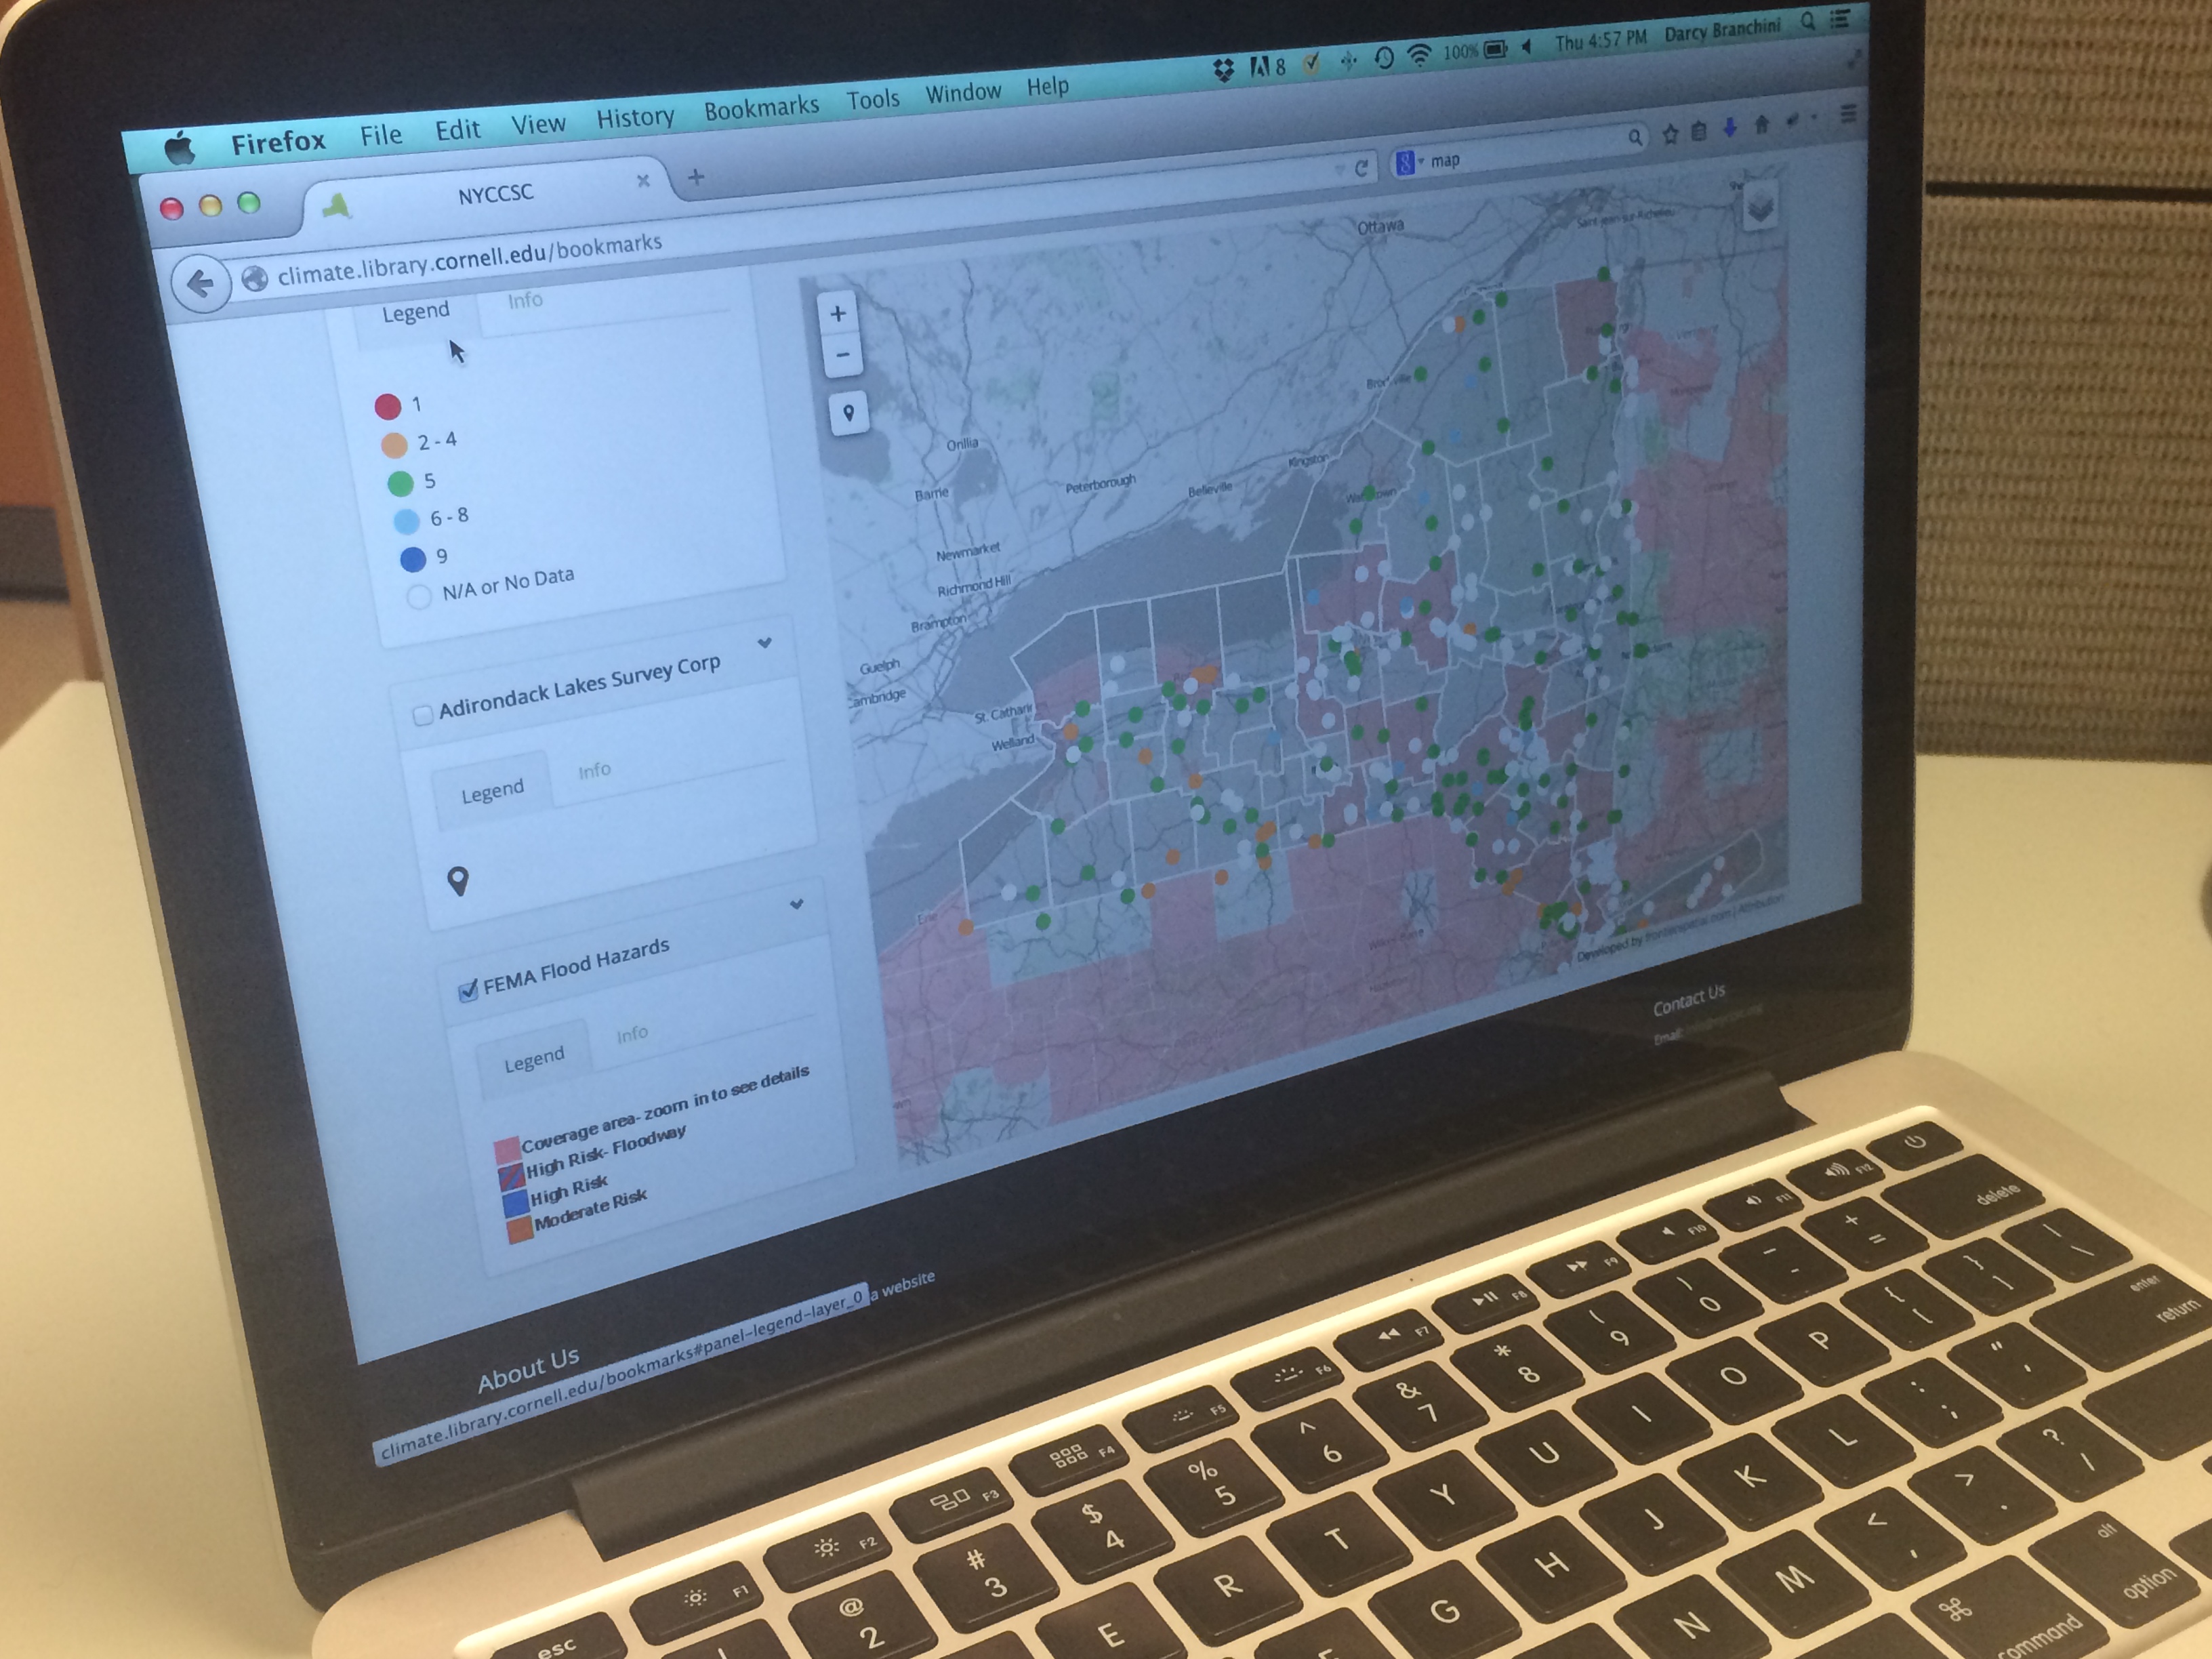 Firefox File Edit View History Bookmarks Tools Window Help 8 100% Thu 4:57 PM Darcy Branchini
NYCCSC
climate.library.cornell.edu/bookmarks
map
Legend Info
1
2 - 4
5
6 - 8
9
N/A or No Data
Adirondack Lakes Survey Corp
Legend Info
FEMA Flood Hazards
Legend Info
Coverage area- zoom in to see details
High Risk- Floodway
High Risk
Moderate Risk
+
−
Ottawa
Orillia
Barrie
Peterborough
Belleville
Kingston
Newmarket
Richmond Hill
Brampton
Guelph
St. Catharin
Welland
Erie
Developed by
Attribution
Contact Us
Email:
About Us
a website
climate.library.cornell.edu/bookmarks#panel-legend-layer_0
esc F1 F2 F3 F4 F5 F6 F7 F8 F9 F10 F11 F12
@ 2 # 3 $ 4 % 5 ^ 6 & 7 * 8 ( 9 ) 0 - + = delete
E R T Y U I O P { [ } ] | \
G H J K L : ; " ' enter return
N M < , > . ? /
command alt option